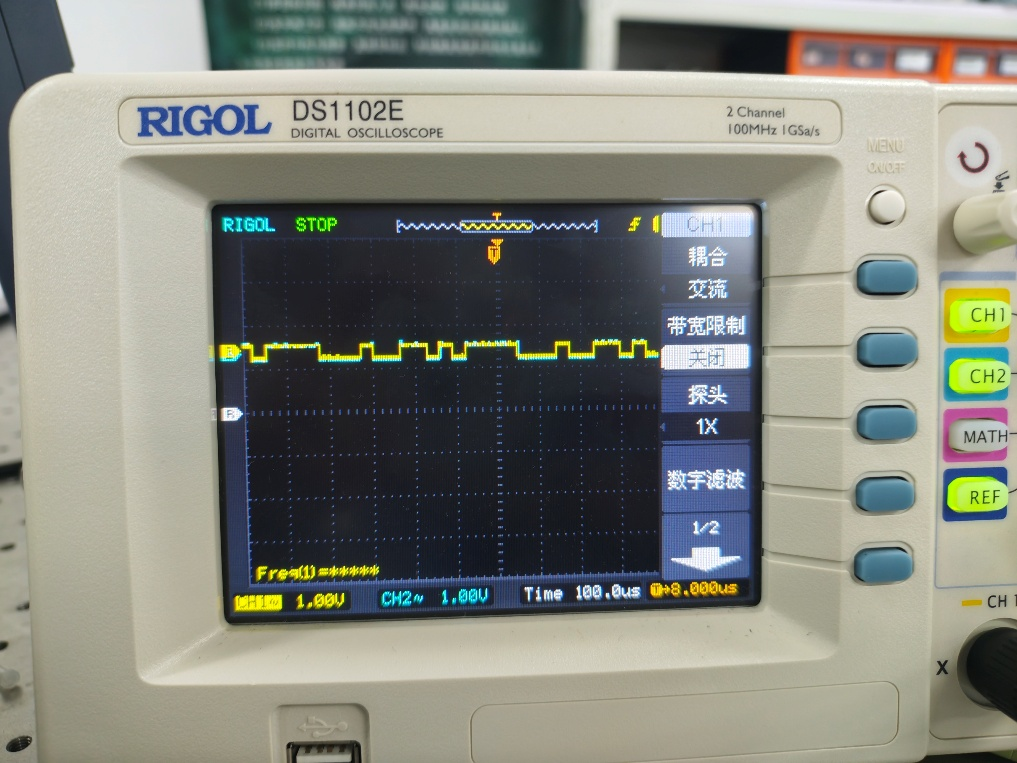 RIGOL DS1102E
DIGITAL OSCILLOSCOPE
2 Channel
100MHz 1GSa/s
MENU
ON/OFF
RIGOL STOP
T
CH1
耦合
交流
带宽限制
关闭
探头
1X
数字滤波
1/2
Freq(1)=*****
CH1~ 1.00V CH2~ 1.00V Time 100.0us T→8.000us
CH1
CH2
MATH
REF
CH 1
X